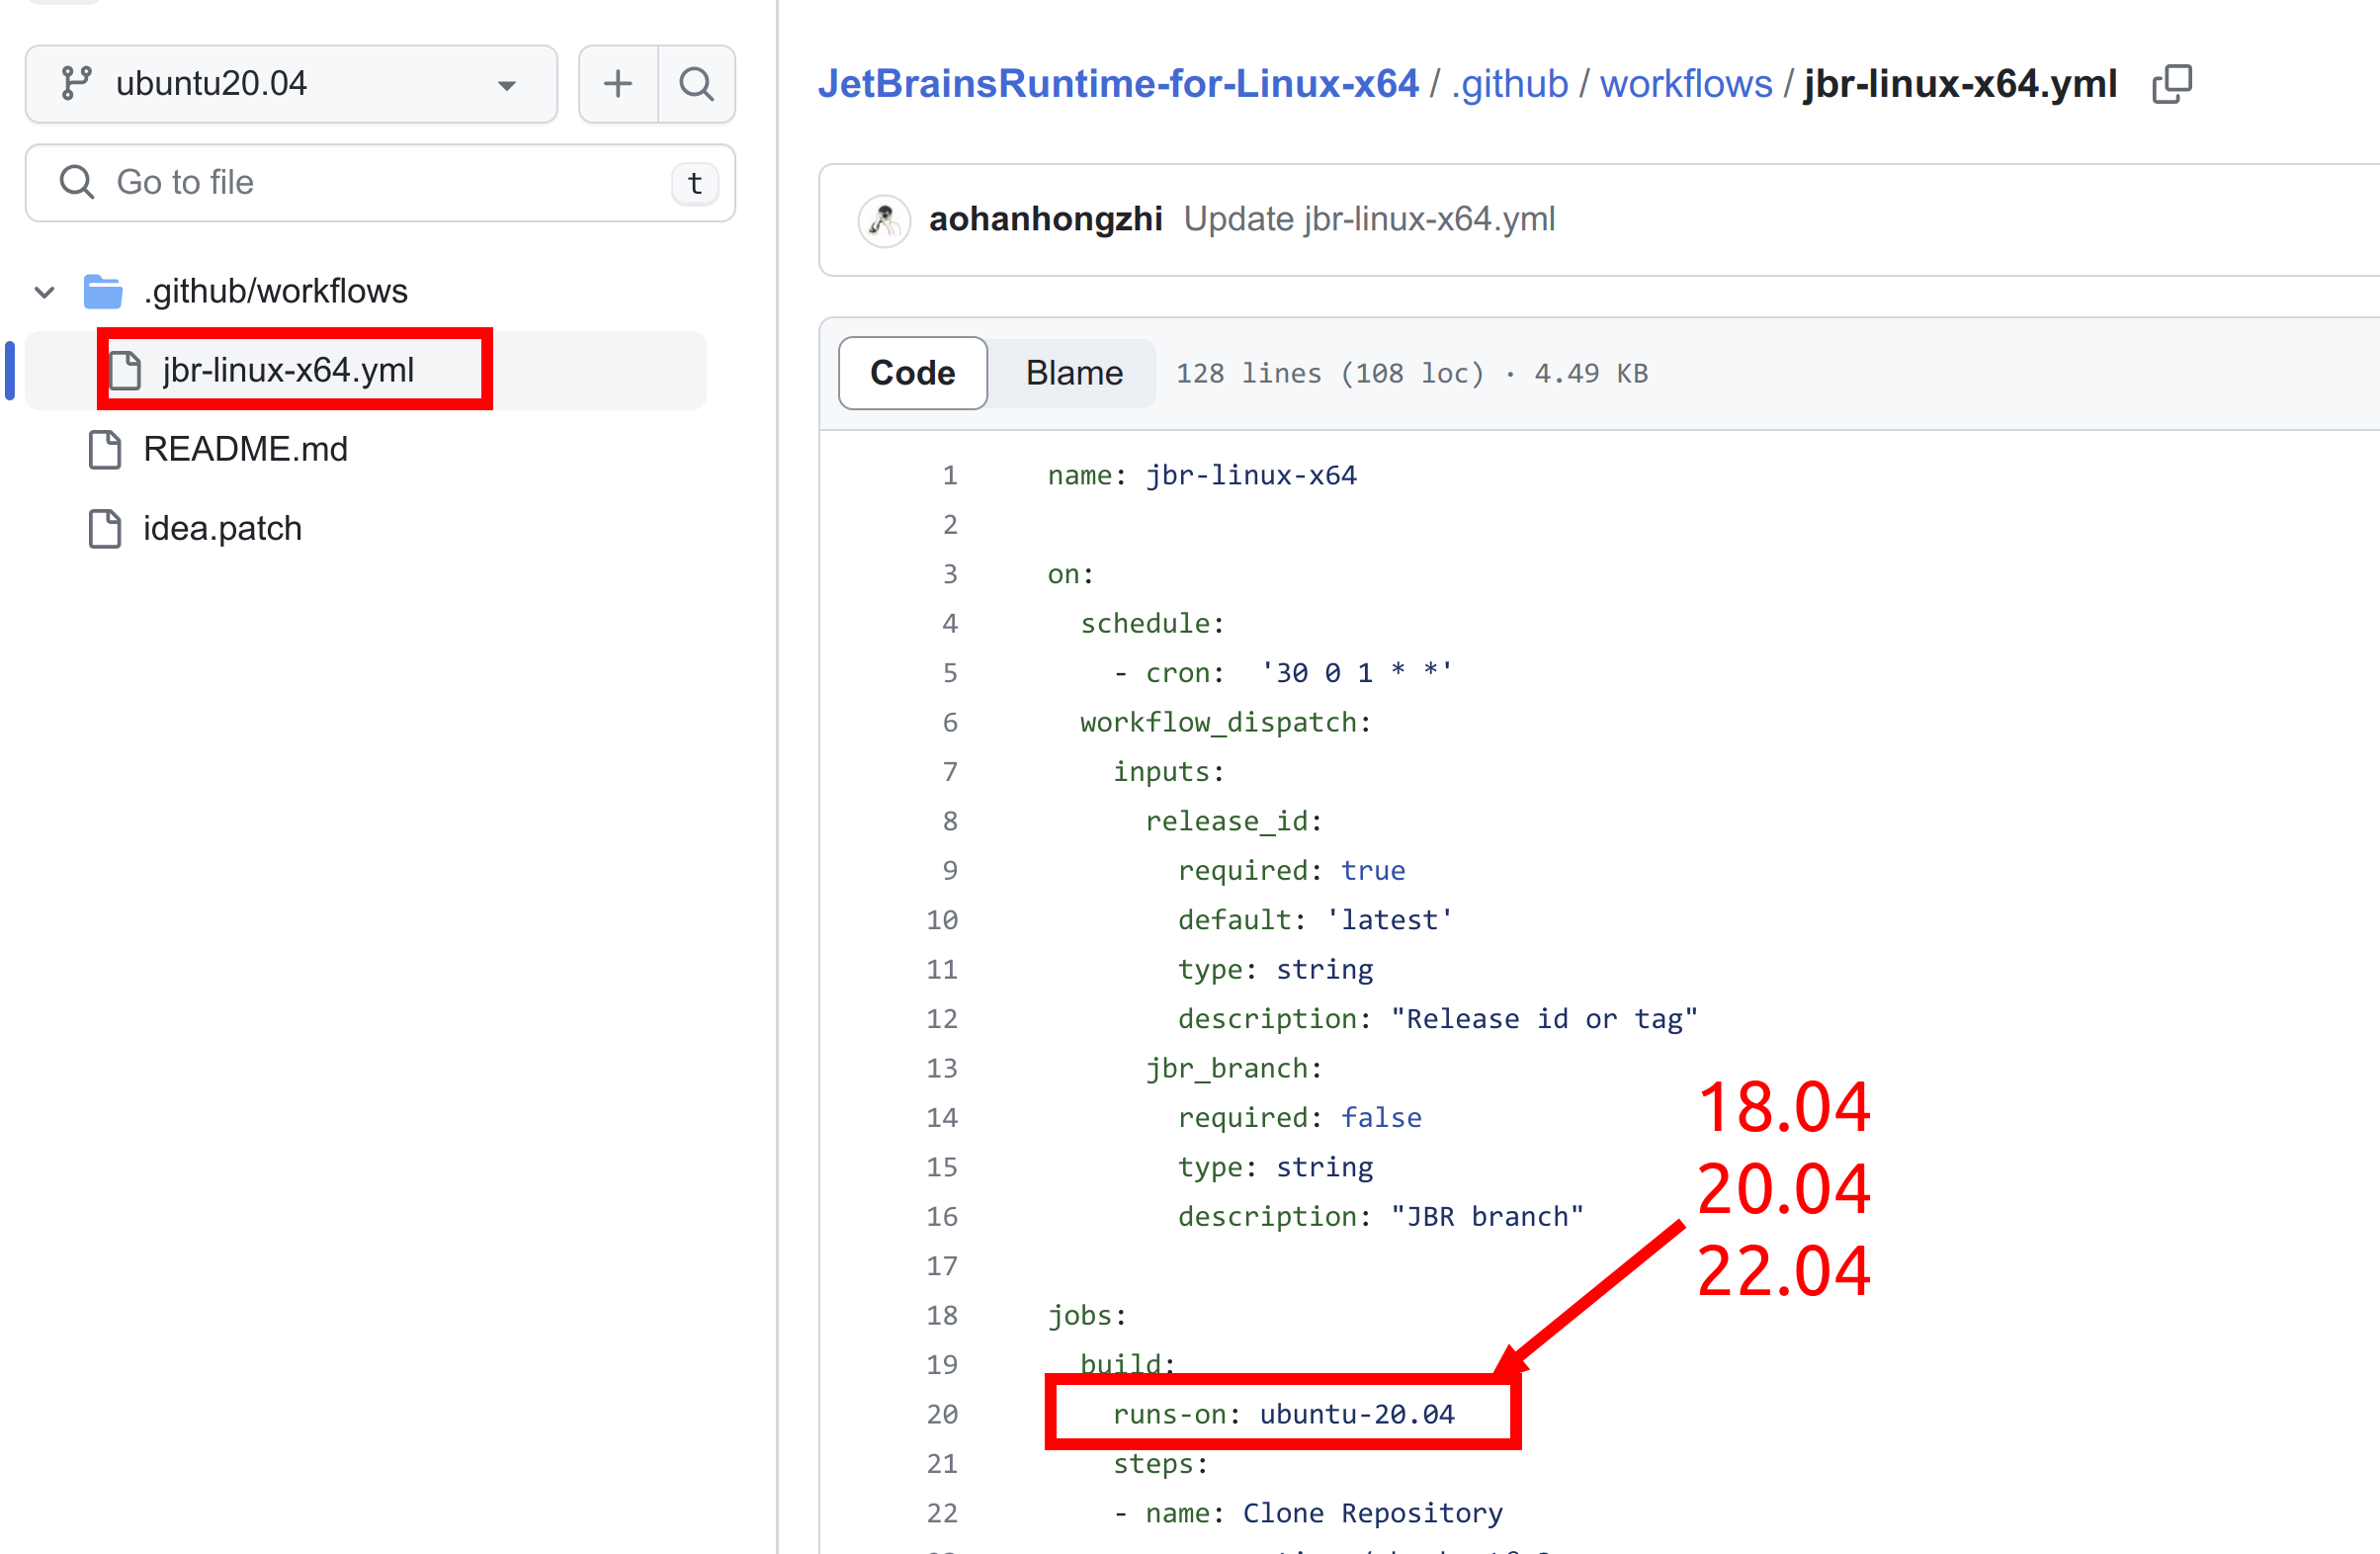 ubuntu20.04
Go to file
t
.github/workflows
jbr-linux-x64.yml
README.md
idea.patch
JetBrainsRuntime-for-Linux-x64 / .github / workflows / jbr-linux-x64.yml
aohanhongzhi Update jbr-linux-x64.yml
Code Blame 128 lines (108 loc) · 4.49 KB
1 name: jbr-linux-x64
2
3 on:
4 schedule:
5 - cron: '30 0 1 * *'
6 workflow_dispatch:
7 inputs:
8 release_id:
9 required: true
10 default: 'latest'
11 type: string
12 description: "Release id or tag"
13 jbr_branch:
14 required: false
15 type: string
16 description: "JBR branch"
17
18 jobs:
19 build:
20 runs-on: ubuntu-20.04
21 steps:
22 - name: Clone Repository
18.04
20.04
22.04